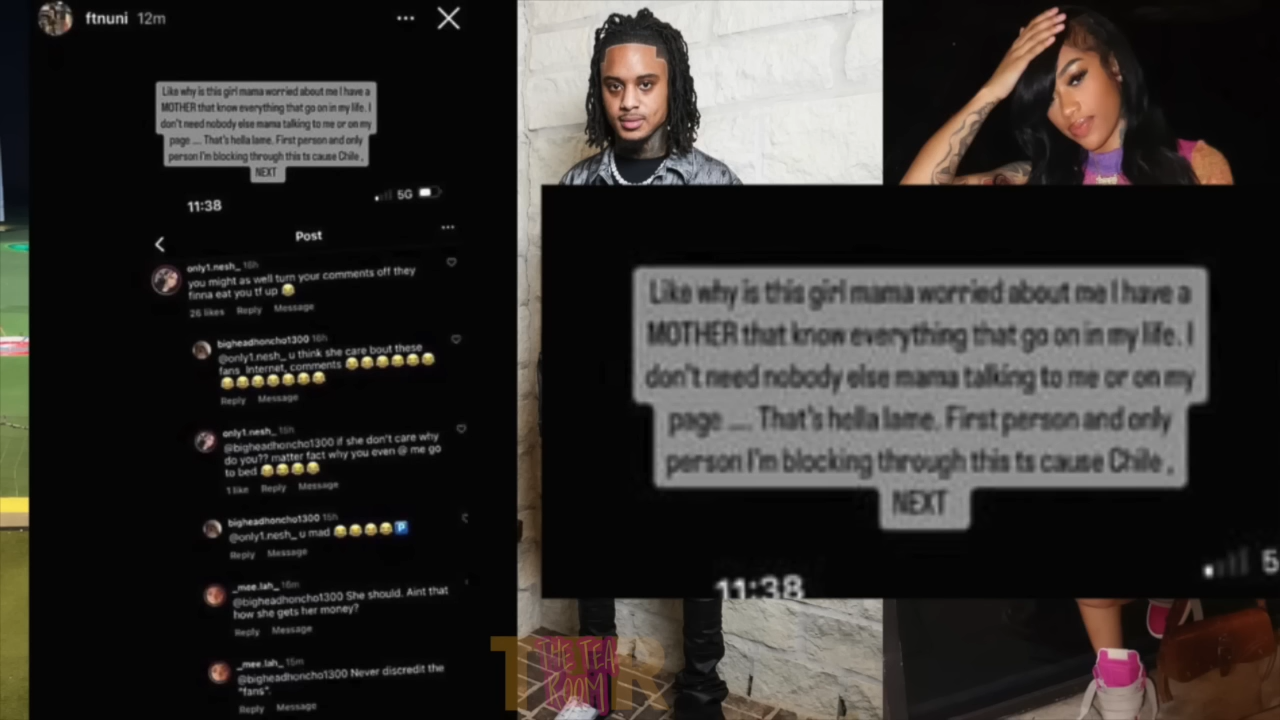 ftnuni 12m
Like why is this girl mama worried about me I have a
MOTHER that know everything that go on in my life. I
don't need nobody else mama talking to me or on my
page .... That's hella lame. First person and only
person I'm blocking through this ts cause Chile ,
NEXT
11:38
5G
Post
only1.nesh_ 16h
you might as well turn your comments off they
finna eat you tf up 😂
26 likes Reply Message
bigheadhoncho1300 16h
@only1.nesh_ u think she care bout these
fans Internet, comments 😂😂😂😂😂😂
😂😂😂😂😂😂😂
Reply Message
only1.nesh_ 15h
@bigheadhoncho1300 if she don't care why
do you?? matter fact why you even @ me go
to bed 😂😂😂😂
1 like Reply Message
bigheadhoncho1300 15h
@only1.nesh_ u mad 😂😂😂😂🅿️
Reply Message
_mee.lah_ 16m
@bigheadhoncho1300 She should. Aint that
how she gets her money?
Reply Message
_mee.lah_ 15m
@bigheadhoncho1300 Never discredit the
"fans".
Reply Message
Like why is this girl mama worried about me I have a
MOTHER that know everything that go on in my life. I
don't need nobody else mama talking to me or on my
page .... That's hella lame. First person and only
person I'm blocking through this ts cause Chile ,
NEXT
11:38
5
THE TEA
ROOM